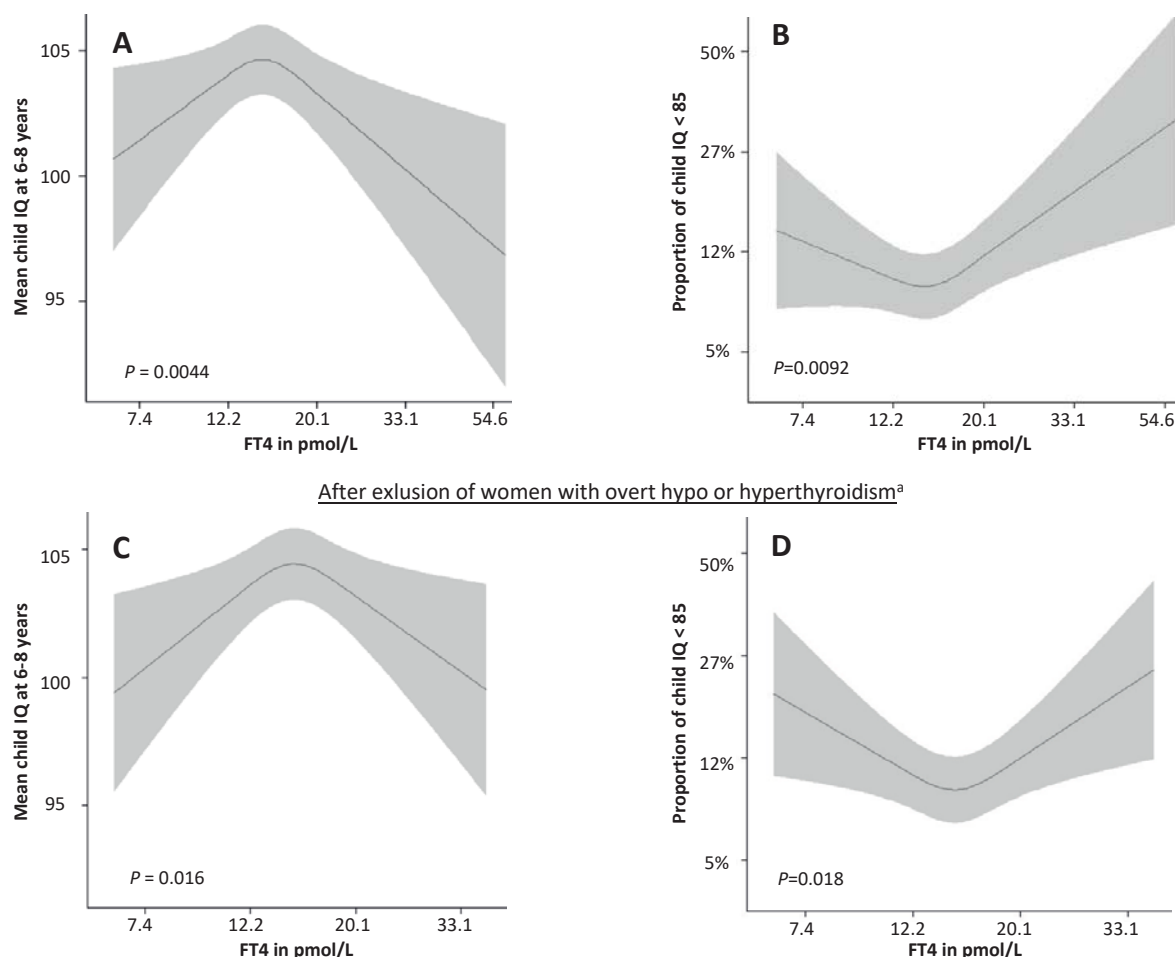 A
Mean child IQ at 6-8 years
105
100
95
P = 0.0044
7.4 12.2 20.1 33.1 54.6
FT4 in pmol/L
B
Proportion of child IQ < 85
50%
27%
12%
5%
P=0.0092
7.4 12.2 20.1 33.1 54.6
FT4 in pmol/L
After exlusion of women with overt hypo or hyperthyroidismᵃ
C
Mean child IQ at 6-8 years
105
100
95
P = 0.016
7.4 12.2 20.1 33.1
FT4 in pmol/L
D
Proportion of child IQ < 85
50%
27%
12%
5%
P=0.018
7.4 12.2 20.1 33.1
FT4 in pmol/L